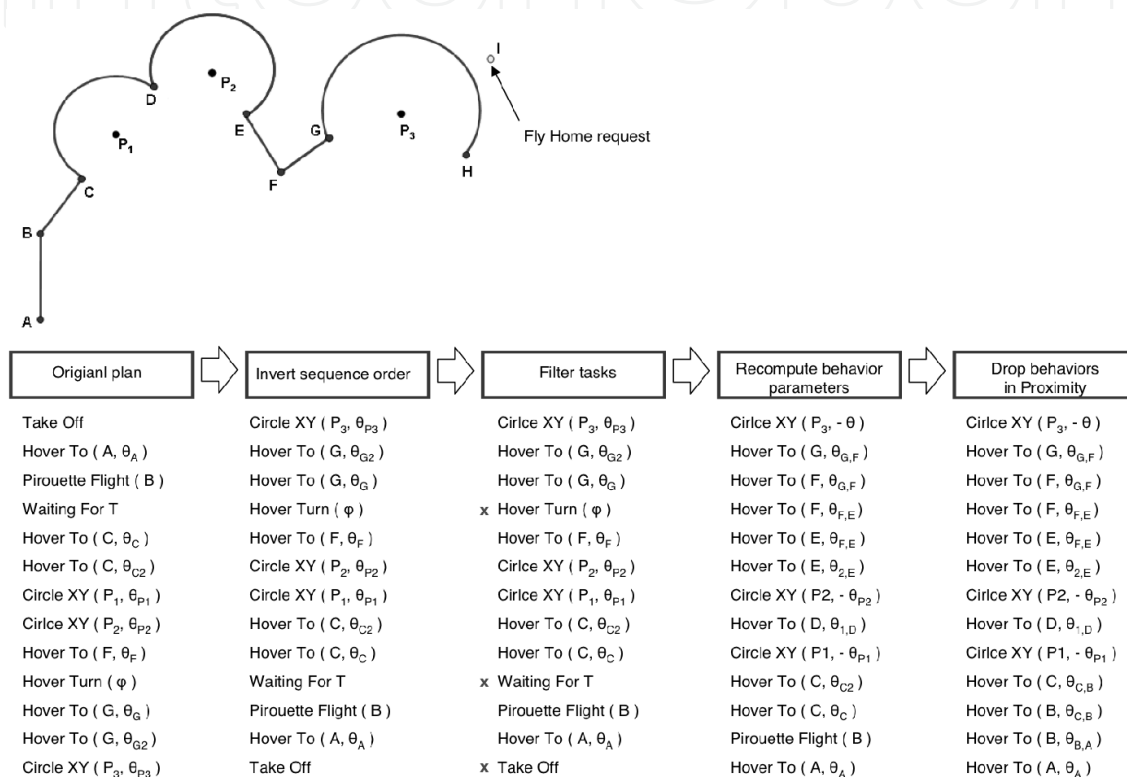 I
D
P2
E
G
P3
Fly Home request
P1
H
F
C
B
A
Origianl plan
Invert sequence order
Filter tasks
Recompute behavior
parameters
Drop behaviors
in Proximity
Take Off
Hover To ( A, θA )
Pirouette Flight ( B )
Waiting For T
Hover To ( C, θC )
Hover To ( C, θC2 )
Circle XY ( P1, θP1 )
Cirlce XY ( P2, θP2 )
Hover To ( F, θF )
Hover Turn ( φ )
Hover To ( G, θG )
Hover To ( G, θG2 )
Circle XY ( P3, θP3 )
Circle XY ( P3, θP3 )
Hover To ( G, θG2 )
Hover To ( G, θG )
Hover Turn ( φ )
Hover To ( F, θF )
Circle XY ( P2, θP2 )
Circle XY ( P1, θP1 )
Hover To ( C, θC2 )
Hover To ( C, θC )
Waiting For T
Pirouette Flight ( B )
Hover To ( A, θA )
Take Off
Cirlce XY ( P3, θP3 )
Hover To ( G, θG2 )
Hover To ( G, θG )
x Hover Turn ( φ )
Hover To ( F, θF )
Cirlce XY ( P2, θP2 )
Cirlce XY ( P1, θP1 )
Hover To ( C, θC2 )
Hover To ( C, θC )
x Waiting For T
Pirouette Flight ( B )
Hover To ( A, θA )
x Take Off
Cirlce XY ( P3, - θ )
Hover To ( G, θG,F )
Hover To ( F, θG,F )
Hover To ( F, θF,E )
Hover To ( E, θF,E )
Hover To ( E, θ2,E )
Circle XY ( P2, - θP2 )
Hover To ( D, θ1,D )
Circle XY ( P1, - θP1 )
Hover To ( C, θC2 )
Hover To ( C, θC )
Pirouette Flight ( B )
Hover To ( A, θA )
Cirlce XY ( P3, - θ )
Hover To ( G, θG,F )
Hover To ( F, θG,F )
Hover To ( F, θF,E )
Hover To ( E, θF,E )
Hover To ( E, θ2,E )
Cirlce XY ( P2, - θP2 )
Hover To ( D, θ1,D )
Cirlce XY ( P1, - θP1 )
Hover To ( C, θC,B )
Hover To ( B, θC,B )
Hover To ( B, θB,A )
Hover To ( A, θA )